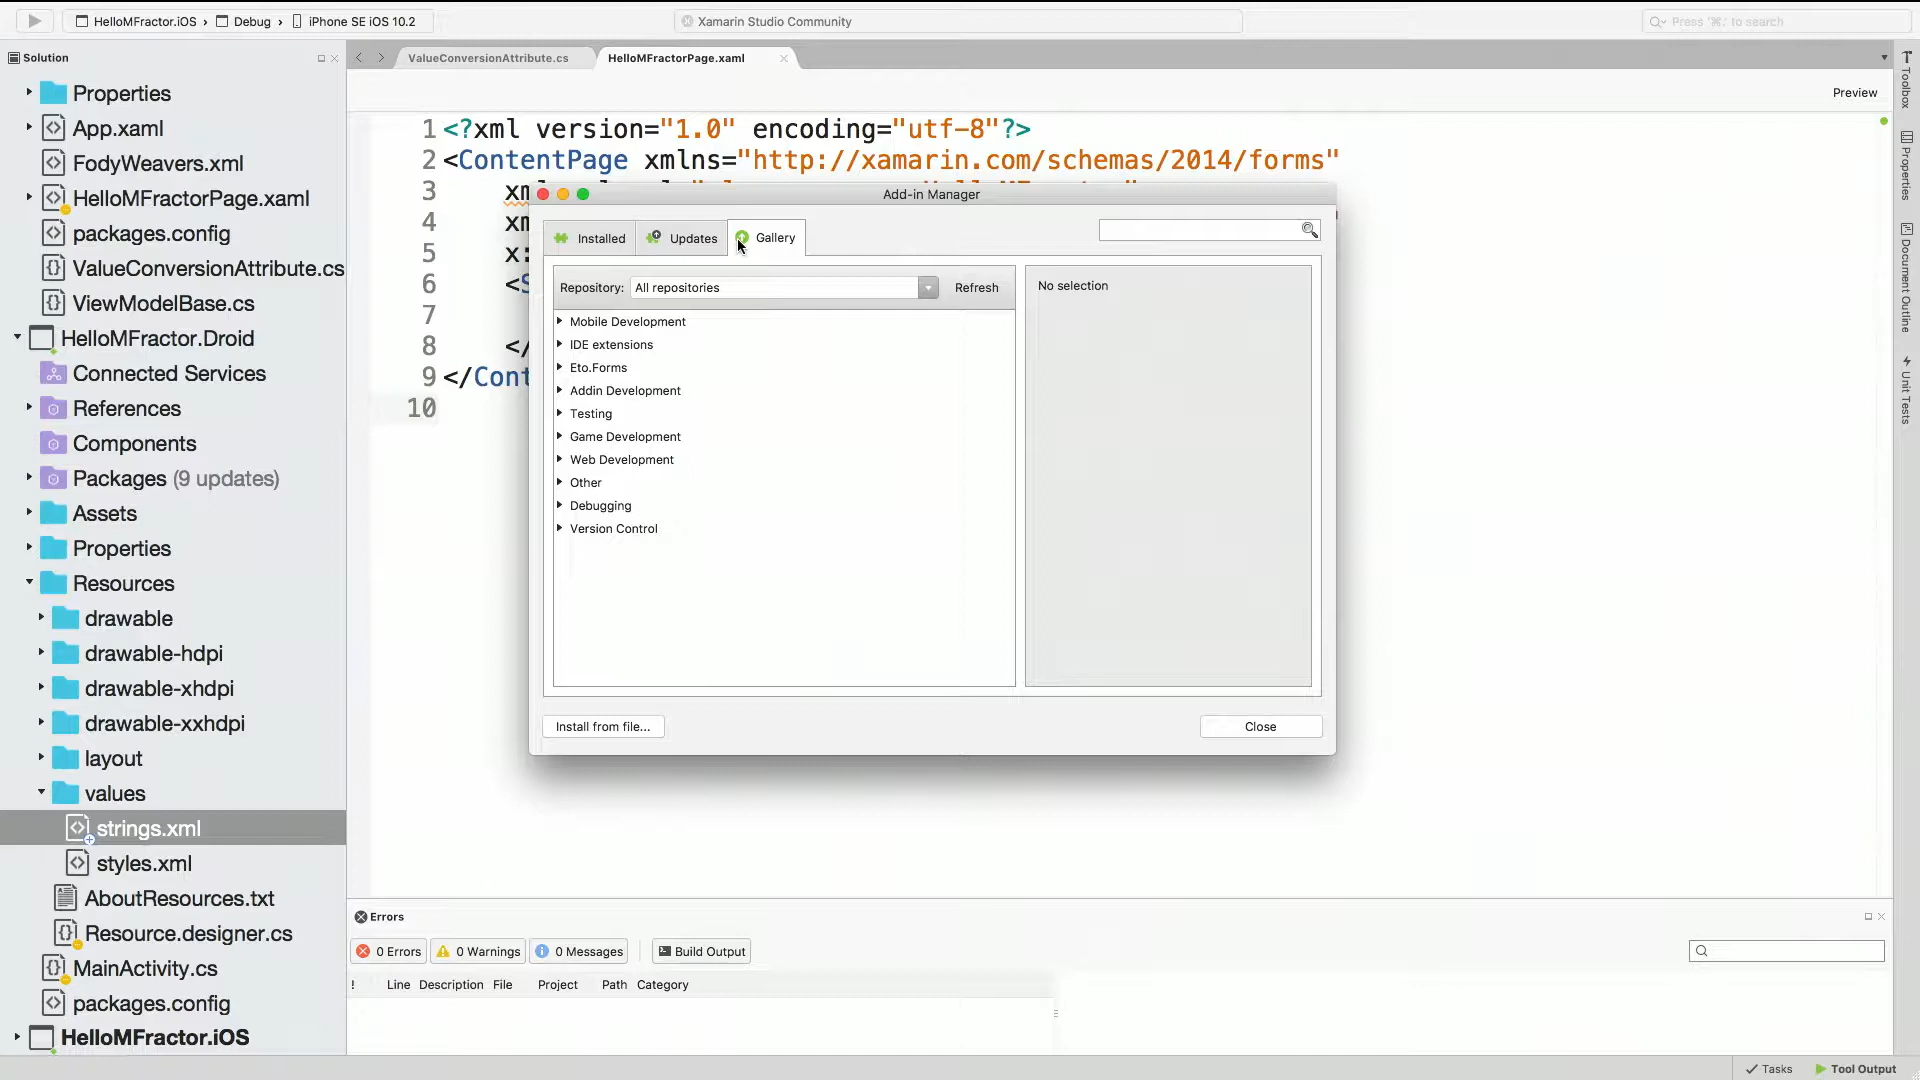 HelloMFractor.iOS › Debug › iPhone SE iOS 10.2
Xamarin Studio Community
Press '⌘.' to search
Solution
ValueConversionAttribute.cs
HelloMFractorPage.xaml
Preview
Properties
App.xaml
FodyWeavers.xml
HelloMFractorPage.xaml
packages.config
ValueConversionAttribute.cs
ViewModelBase.cs
HelloMFractor.Droid
Connected Services
References
Components
Packages (9 updates)
Assets
Properties
Resources
drawable
drawable-hdpi
drawable-xhdpi
drawable-xxhdpi
layout
values
strings.xml
styles.xml
AboutResources.txt
Resource.designer.cs
MainActivity.cs
packages.config
HelloMFractor.iOS
1 <?xml version="1.0" encoding="utf-8"?>
2 <ContentPage xmlns="http://xamarin.com/schemas/2014/forms"
3
4
5 x:
6
7
8 </
9 </Cont
10
Add-in Manager
Installed
Updates
Gallery
Repository: All repositories
Refresh
No selection
Mobile Development
IDE extensions
Eto.Forms
Addin Development
Testing
Game Development
Web Development
Other
Debugging
Version Control
Install from file...
Close
Toolbox
Properties
Document Outline
Unit Tests
Errors
0 Errors
0 Warnings
0 Messages
Build Output
! Line Description File Project Path Category
Tasks
Tool Output